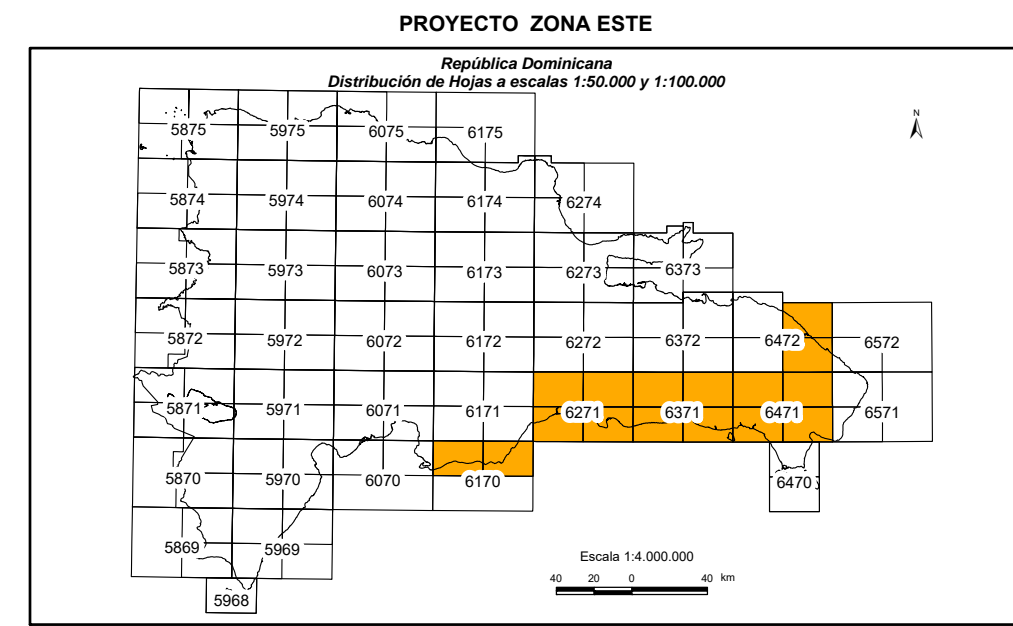 PROYECTO ZONA ESTE
República Dominicana
Distribución de Hojas a escalas 1:50.000 y 1:100.000
N
5875 5975 6075 6175
5874 5974 6074 6174 6274
5873 5973 6073 6173 6273 6373
5872 5972 6072 6172 6272 6372 6472 6572
5871 5971 6071 6171 6271 6371 6471 6571
5870 5970 6070 6170 6470
5869 5969
5968
Escala 1:4.000.000
40 20 0 40 km